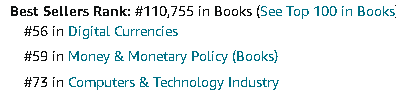 Best Sellers Rank: #110,755 in Books (See Top 100 in Books)
#56 in Digital Currencies
#59 in Money & Monetary Policy (Books)
#73 in Computers & Technology Industry